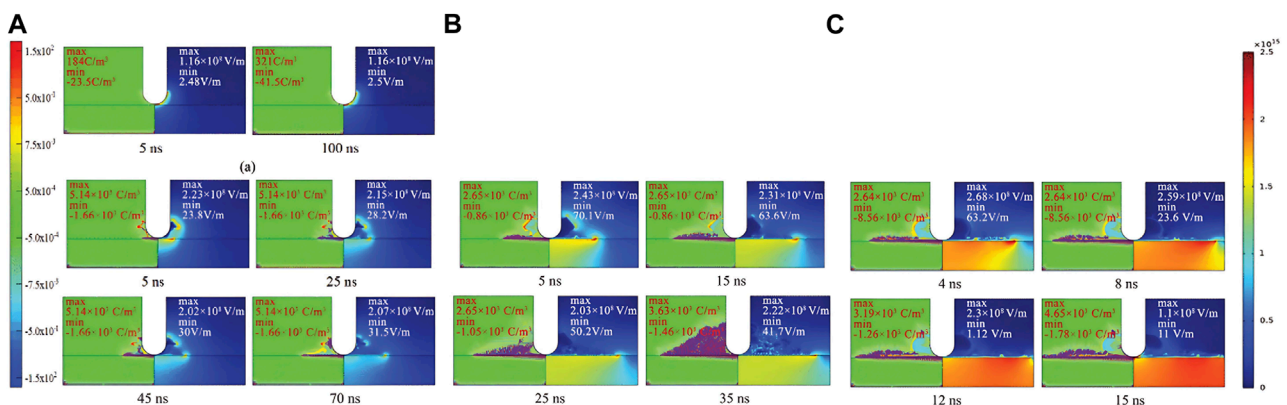 A
B
C
1.5x10²
5.0x10⁻¹
7.5x10⁻³
5.0x10⁻⁴
-5.0x10⁻⁴
-7.5x10⁻³
-5.0x10⁻¹
-1.5x10²
max
184C/m³
min
-23.5C/m³
max
1.16×10⁸ V/m
min
2.48V/m
5 ns
max
321C/m³
min
-41.5C/m³
max
1.16×10⁸ V/m
min
2.5V/m
100 ns
(a)
max
5.14×10³ C/m³
min
-1.66×10³ C/m³
max
2.23×10⁸ V/m
min
23.8V/m
5 ns
max
5.14×10³ C/m³
min
-1.66×10³ C/m³
max
2.15×10⁸ V/m
min
28.2V/m
25 ns
max
5.14×10³ C/m³
min
-1.66×10³ C/m³
max
2.02×10⁸ V/m
min
30V/m
45 ns
max
5.14×10³ C/m³
min
-1.66×10³ C/m³
max
2.07×10⁸ V/m
min
31.5V/m
70 ns
max
2.65×10³ C/m³
min
-0.86×10³ C/m³
max
2.43×10⁸ V/m
min
70.1V/m
5 ns
max
2.65×10³ C/m³
min
-0.86×10³ C/m³
max
2.31×10⁸ V/m
min
63.6V/m
15 ns
max
2.65×10³ C/m³
min
-1.05×10³ C/m³
max
2.03×10⁸ V/m
min
50.2V/m
25 ns
max
3.63×10³ C/m³
min
-1.46×10³ C/m³
max
2.22×10⁸ V/m
min
41.7V/m
35 ns
max
2.64×10³ C/m³
min
-8.56×10³ C/m³
max
2.68×10⁸ V/m
min
63.2V/m
4 ns
max
2.64×10³ C/m³
min
-8.56×10³ C/m³
max
2.59×10⁸ V/m
min
23.6 V/m
8 ns
max
3.19×10³ C/m³
min
-1.26×10³ C/m³
max
2.3×10⁸ V/m
min
1.12 V/m
12 ns
max
4.65×10³ C/m³
min
-1.78×10³ C/m³
max
1.1×10⁸ V/m
min
11 V/m
15 ns
×10¹⁵
2.5
2
1.5
1
0.5
0